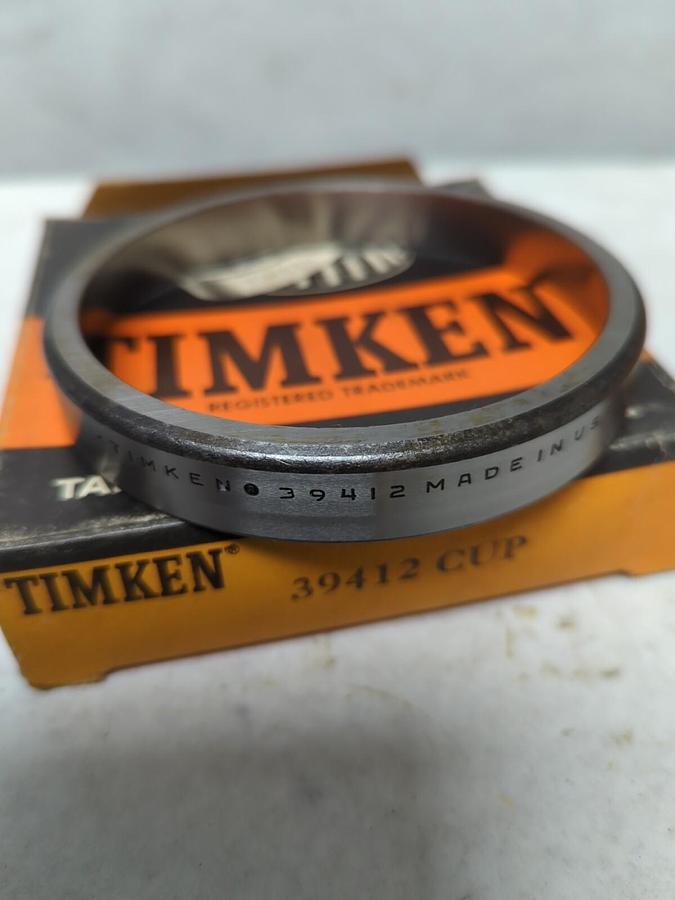 TIMKEN
REGISTERED TRADEMARK
TIMKEN® 39412 MADE IN US
TIMKEN®
39412 CUP